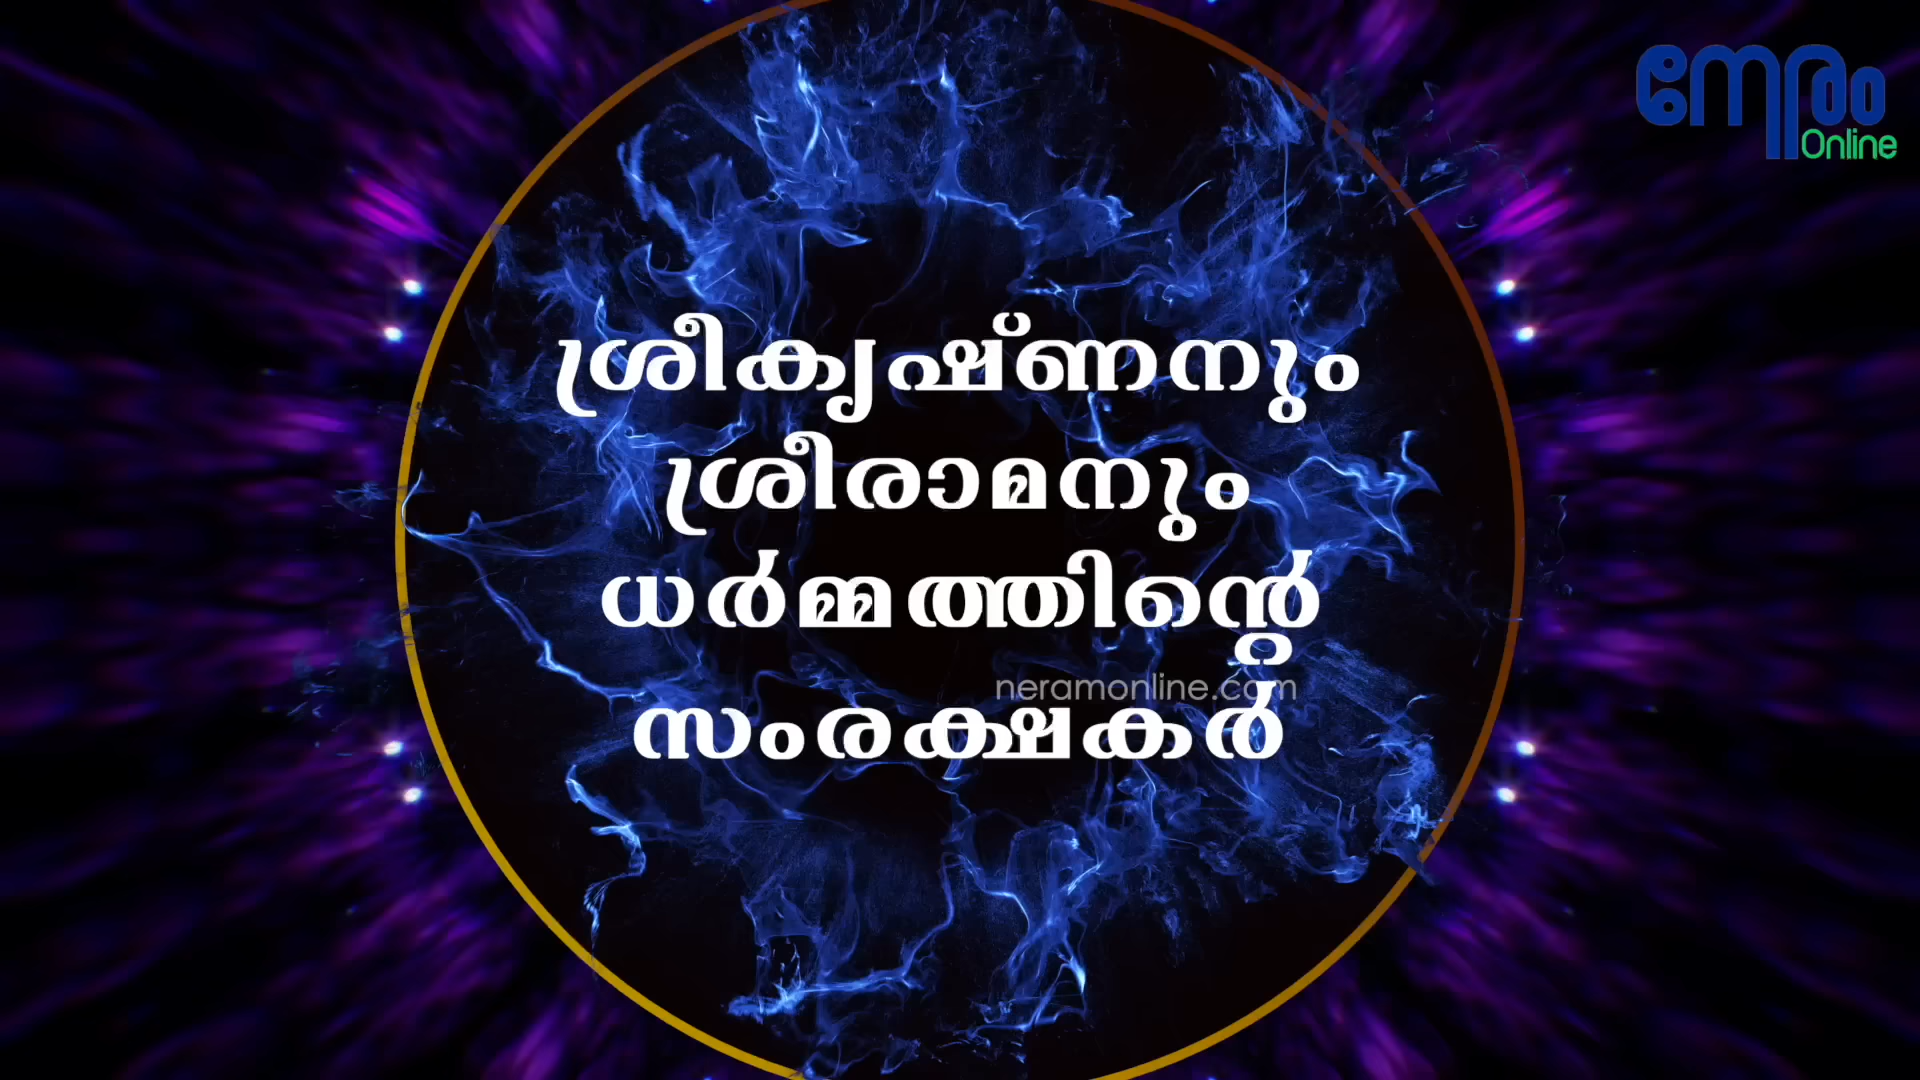 നേരം
Online
ശ്രീകൃഷ്ണനും
ശ്രീരാമനും
ധർമ്മത്തിന്റെ
neramonline.com
സംരക്ഷകർ